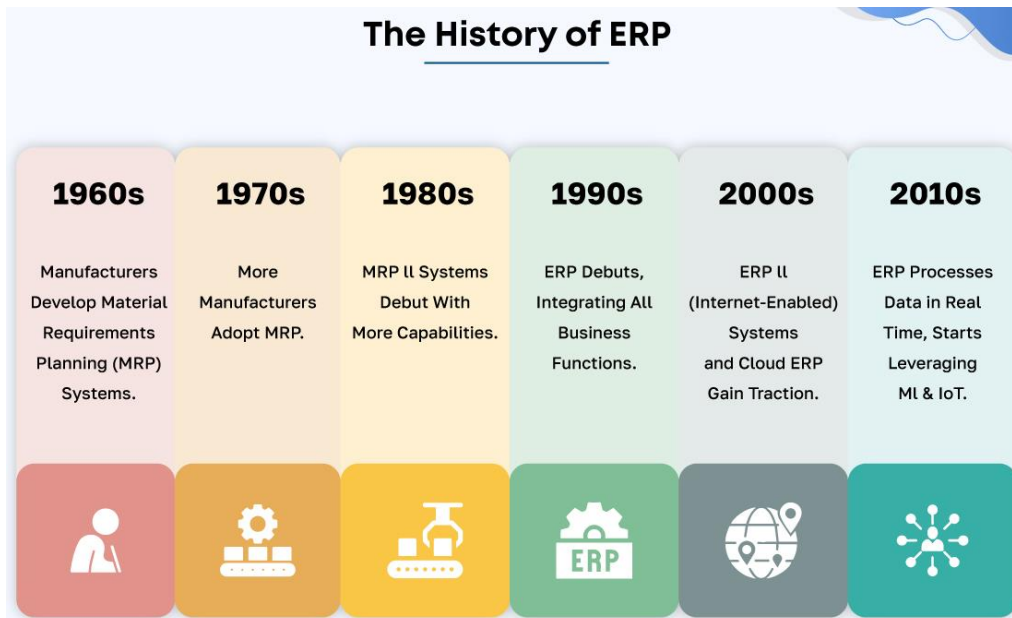 The History of ERP
1960s
Manufacturers
Develop Material
Requirements
Planning (MRP)
Systems.
1970s
More
Manufacturers
Adopt MRP.
1980s
MRP ll Systems
Debut With
More Capabilities.
1990s
ERP Debuts,
Integrating All
Business
Functions.
ERP
2000s
ERP ll
(Internet-Enabled)
Systems
and Cloud ERP
Gain Traction.
2010s
ERP Processes
Data in Real
Time, Starts
Leveraging
Ml & IoT.